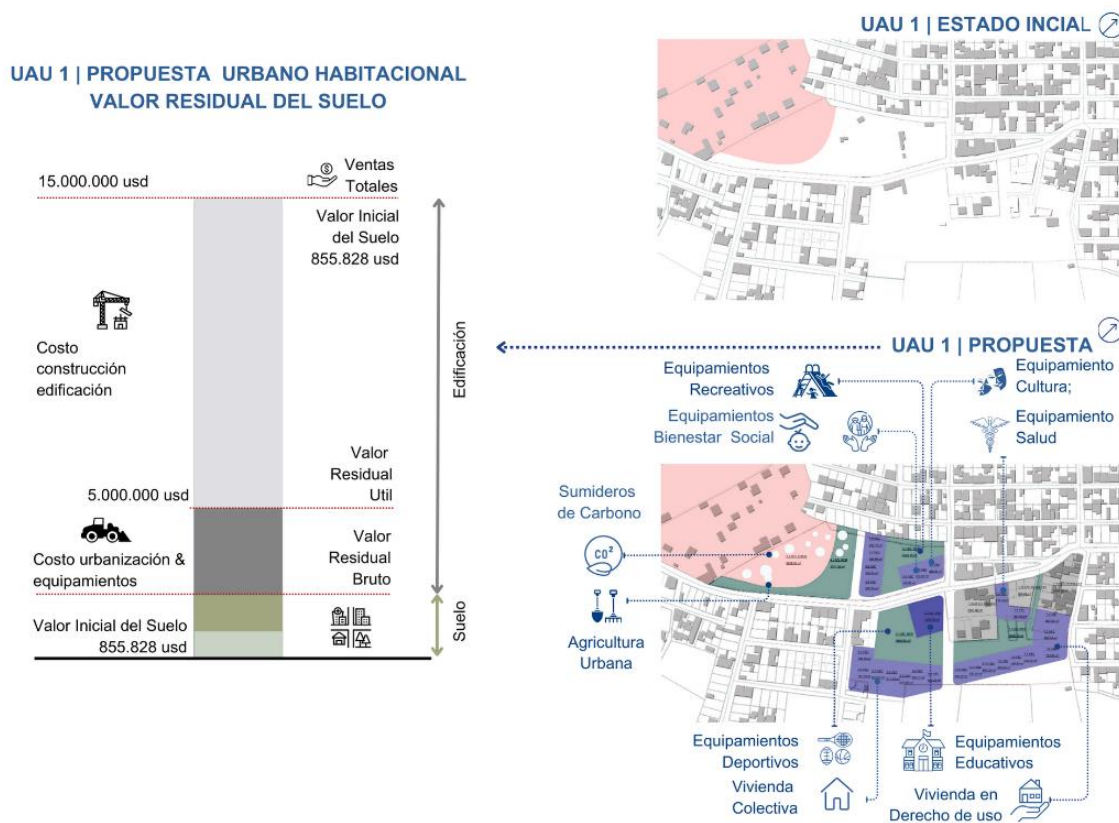 UAU 1 | PROPUESTA URBANO HABITACIONAL
VALOR RESIDUAL DEL SUELO
15.000.000 usd
Ventas
Totales
Valor Inicial
del Suelo
855.828 usd
Costo
construcción
edificación
Edificación
Valor
Residual
Util
5.000.000 usd
Costo urbanización &
equipamientos
Valor
Residual
Bruto
Valor Inicial del Suelo
855.828 usd
Suelo
UAU 1 | ESTADO INCIAL
UAU 1 | PROPUESTA
Equipamientos
Recreativos
Equipamiento
Cultura;
Equipamientos
Bienestar Social
Equipamiento
Salud
Sumideros
de Carbono
CO²
Agricultura
Urbana
Equipamientos
Deportivos
Equipamientos
Educativos
Vivienda
Colectiva
Vivienda en
Derecho de uso